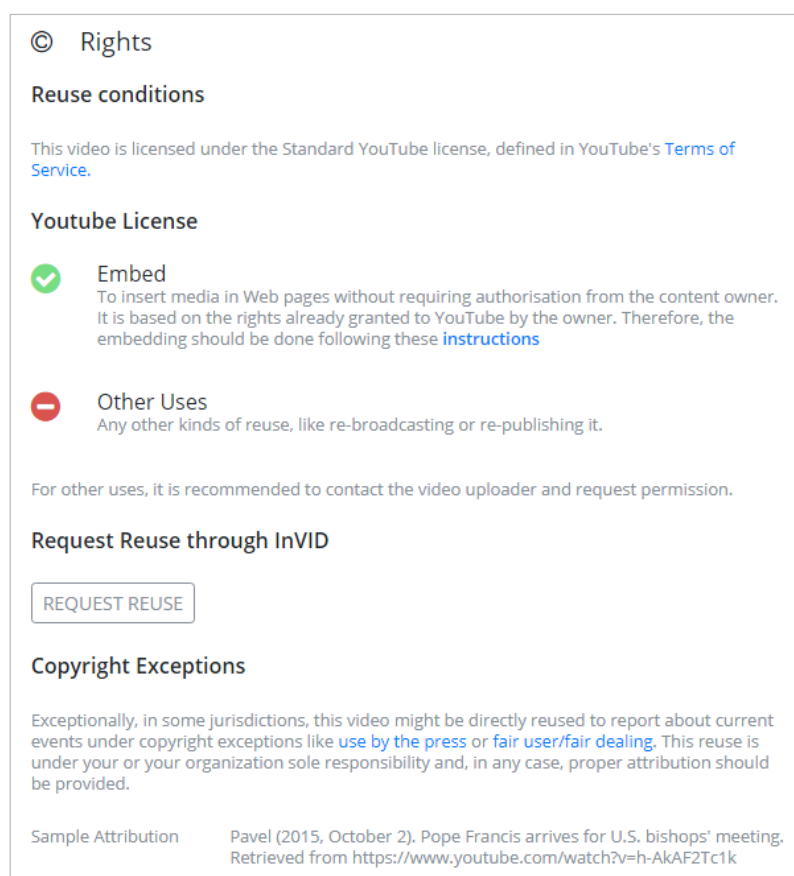 © Rights
Reuse conditions
This video is licensed under the Standard YouTube license, defined in YouTube's Terms of
Service.
Youtube License
Embed
To insert media in Web pages without requiring authorisation from the content owner.
It is based on the rights already granted to YouTube by the owner. Therefore, the
embedding should be done following these instructions
Other Uses
Any other kinds of reuse, like re-broadcasting or re-publishing it.
For other uses, it is recommended to contact the video uploader and request permission.
Request Reuse through InVID
REQUEST REUSE
Copyright Exceptions
Exceptionally, in some jurisdictions, this video might be directly reused to report about current
events under copyright exceptions like use by the press or fair user/fair dealing. This reuse is
under your or your organization sole responsibility and, in any case, proper attribution should
be provided.
Sample Attribution Pavel (2015, October 2). Pope Francis arrives for U.S. bishops' meeting.
Retrieved from https://www.youtube.com/watch?v=h-AkAF2Tc1k